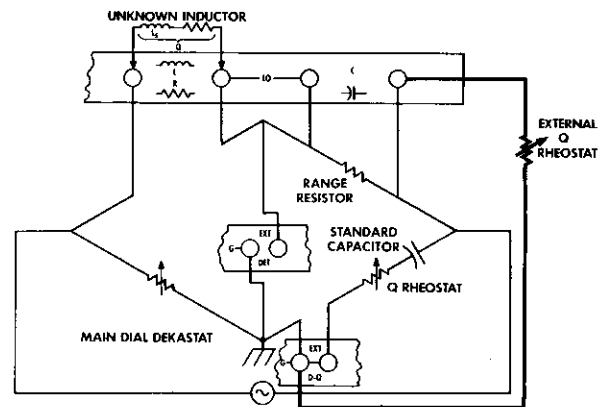 UNKNOWN INDUCTOR
Ls
Q
L
R
LO
C
EXTERNAL
Q
RHEOSTAT
RANGE
RESISTOR
STANDARD
CAPACITOR
EXT
G
DET
Q RHEOSTAT
MAIN DIAL DEKASTAT
EXT
G
D-Q